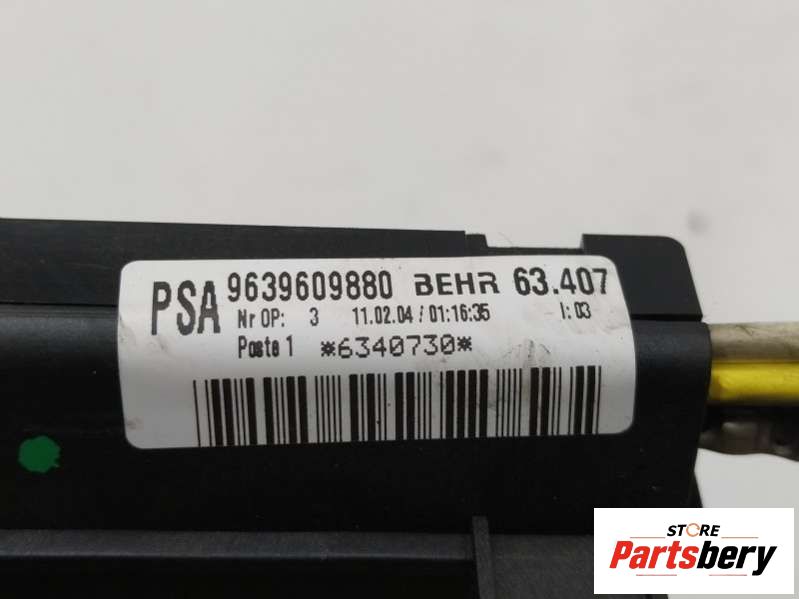 PSA 9639609880 BEHR 63.407
Nr OP: 3 11.02.04 / 01:16:35 I: 03
Poste 1 *6340730*
STORE
Partsbery